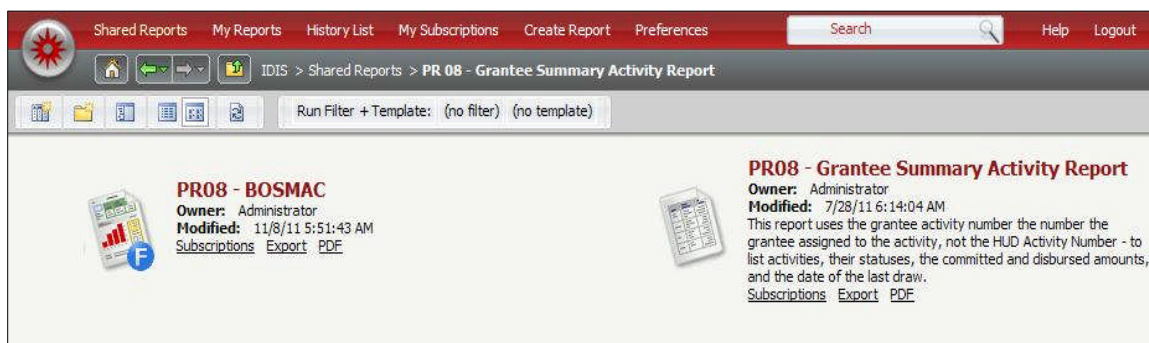 Shared Reports My Reports History List My Subscriptions Create Report Preferences Search Help Logout
IDIS > Shared Reports > PR 08 - Grantee Summary Activity Report
Run Filter + Template: (no filter) (no template)
PR08 - BOSMAC
Owner: Administrator
Modified: 11/8/11 5:51:43 AM
Subscriptions Export PDF
F
PR08 - Grantee Summary Activity Report
Owner: Administrator
Modified: 7/28/11 6:14:04 AM
This report uses the grantee activity number the number the
grantee assigned to the activity, not the HUD Activity Number - to
list activities, their statuses, the committed and disbursed amounts,
and the date of the last draw.
Subscriptions Export PDF